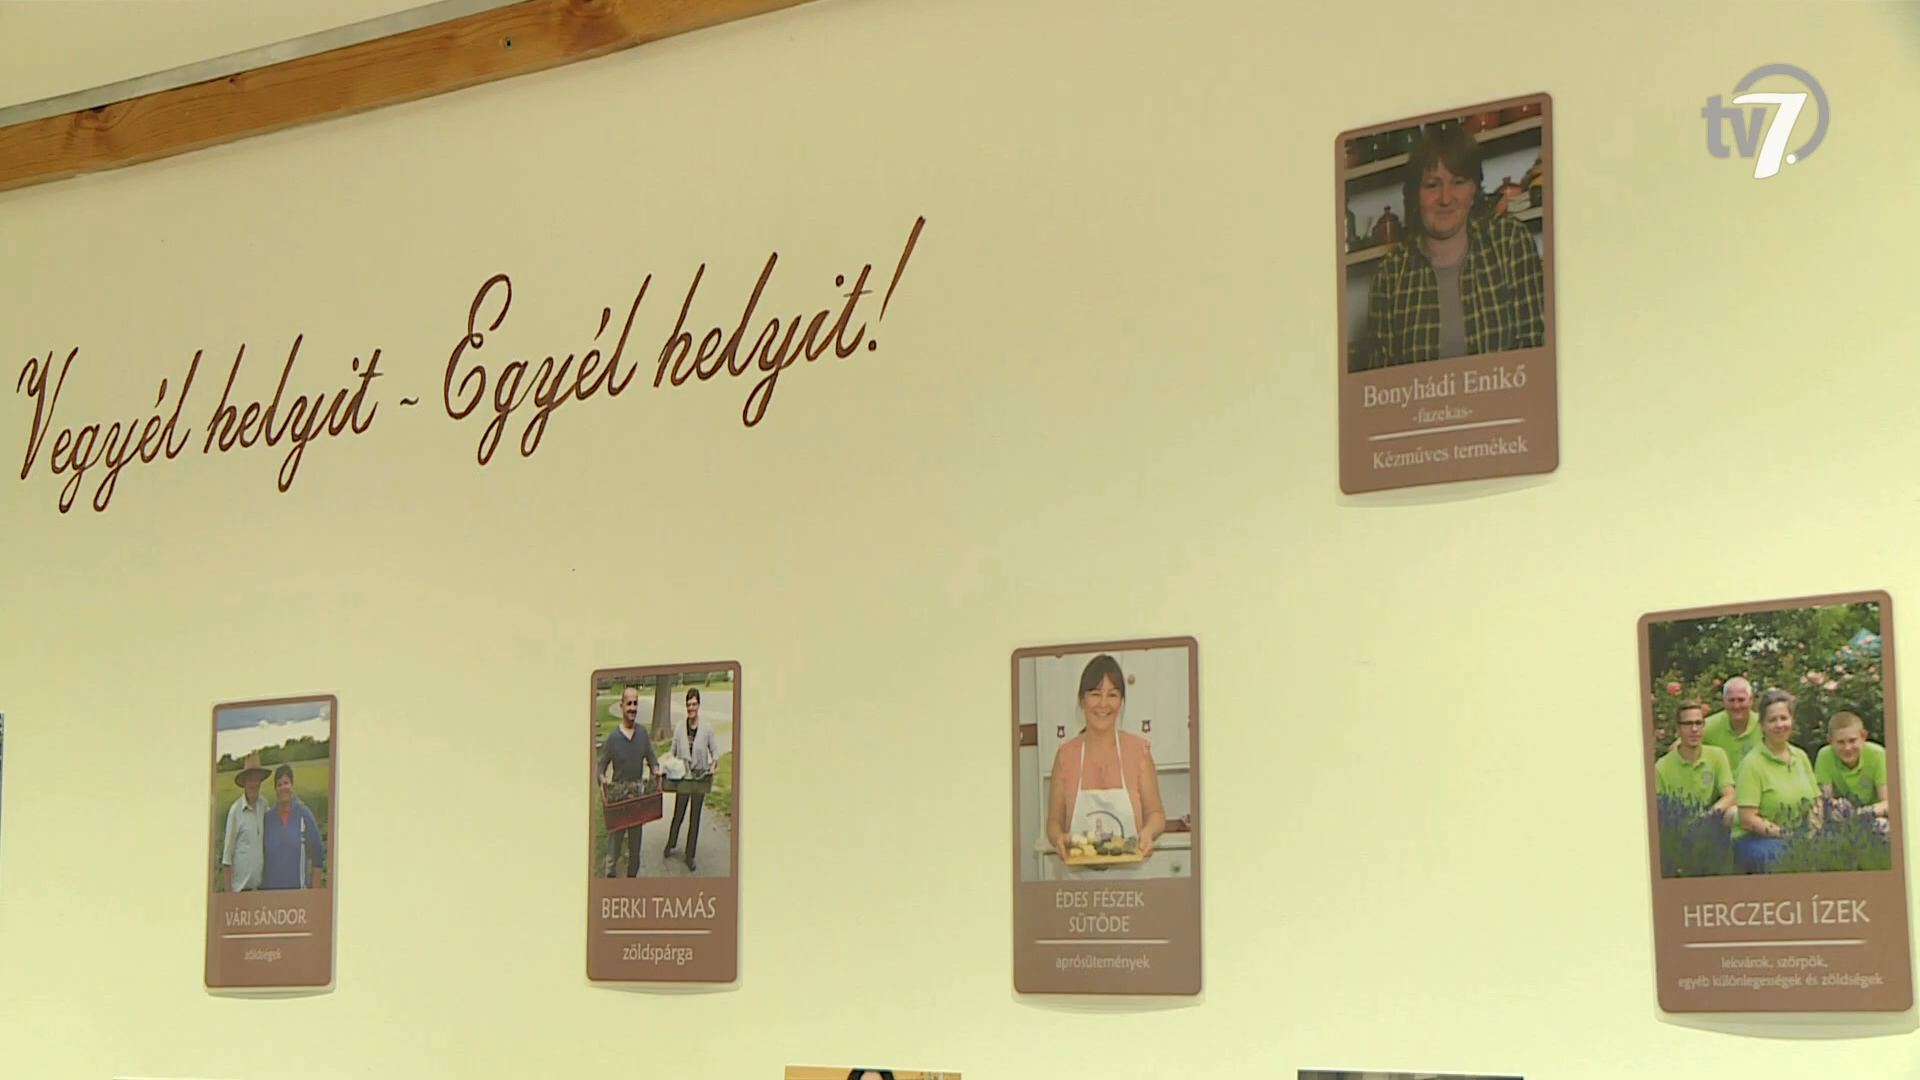 tv7.
Vegyél helyit ~ Egyél helyit!
Bonyhádi Enikő
-fazekas-
Kézműves termékek
VÁRI SÁNDOR
zöldségek
BERKI TAMÁS
zöldspárga
ÉDES FÉSZEK
SÜTÖDE
aprósütemények
HERCZEGI ÍZEK
lekvárok, szörpök,
egyéb különlegességek és zöldségek